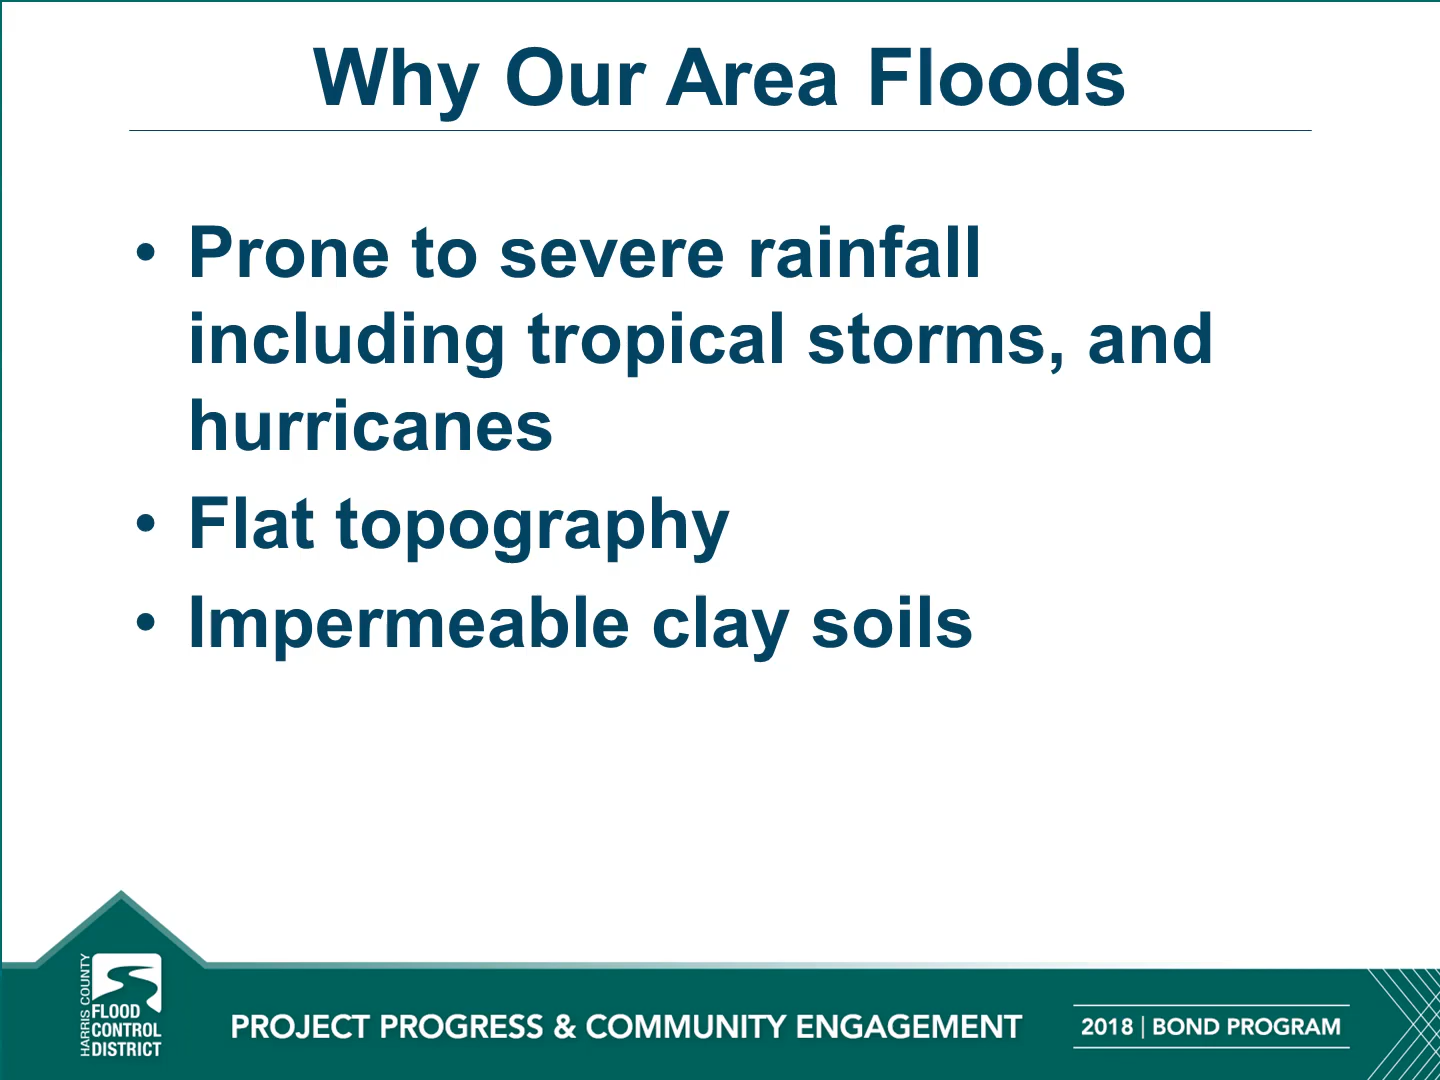 Why Our Area Floods
• Prone to severe rainfall
including tropical storms, and
hurricanes
• Flat topography
• Impermeable clay soils
HARRIS COUNTY
FLOOD
CONTROL
DISTRICT
PROJECT PROGRESS & COMMUNITY ENGAGEMENT
2018 | BOND PROGRAM